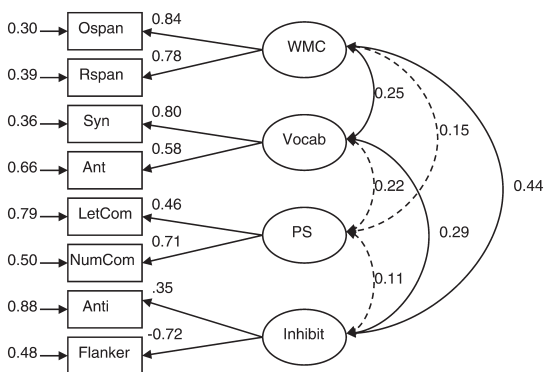 0.30 Ospan 0.84 WMC
0.39 Rspan 0.78
0.36 Syn 0.80 Vocab
0.66 Ant 0.58
0.79 LetCom 0.46 PS
0.50 NumCom 0.71
0.88 Anti .35 Inhibit
0.48 Flanker -0.72
0.25
0.15
0.44
0.22
0.29
0.11